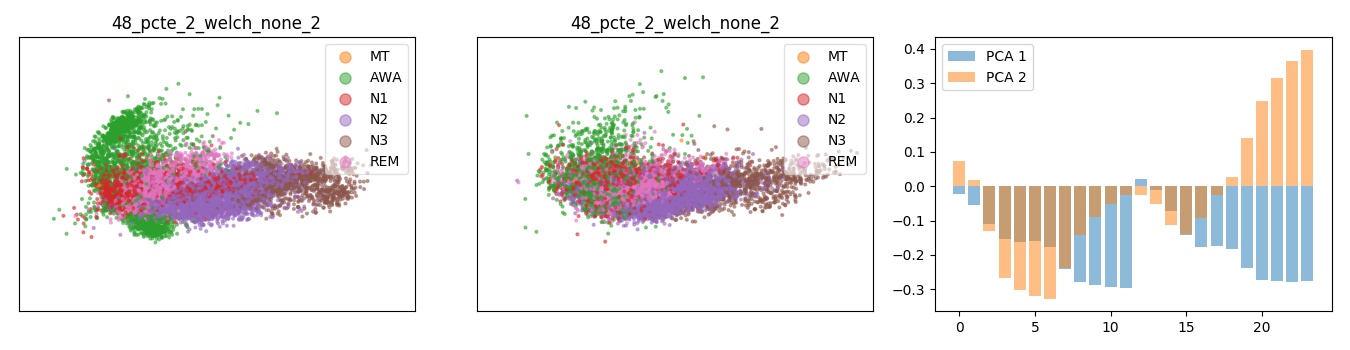 48_pcte_2_welch_none_2
MT
AWA
N1
N2
N3
REM
48_pcte_2_welch_none_2
MT
AWA
N1
N2
N3
REM
PCA 1
PCA 2
0.4
0.3
0.2
0.1
0.0
−0.1
−0.2
−0.3
0 5 10 15 20